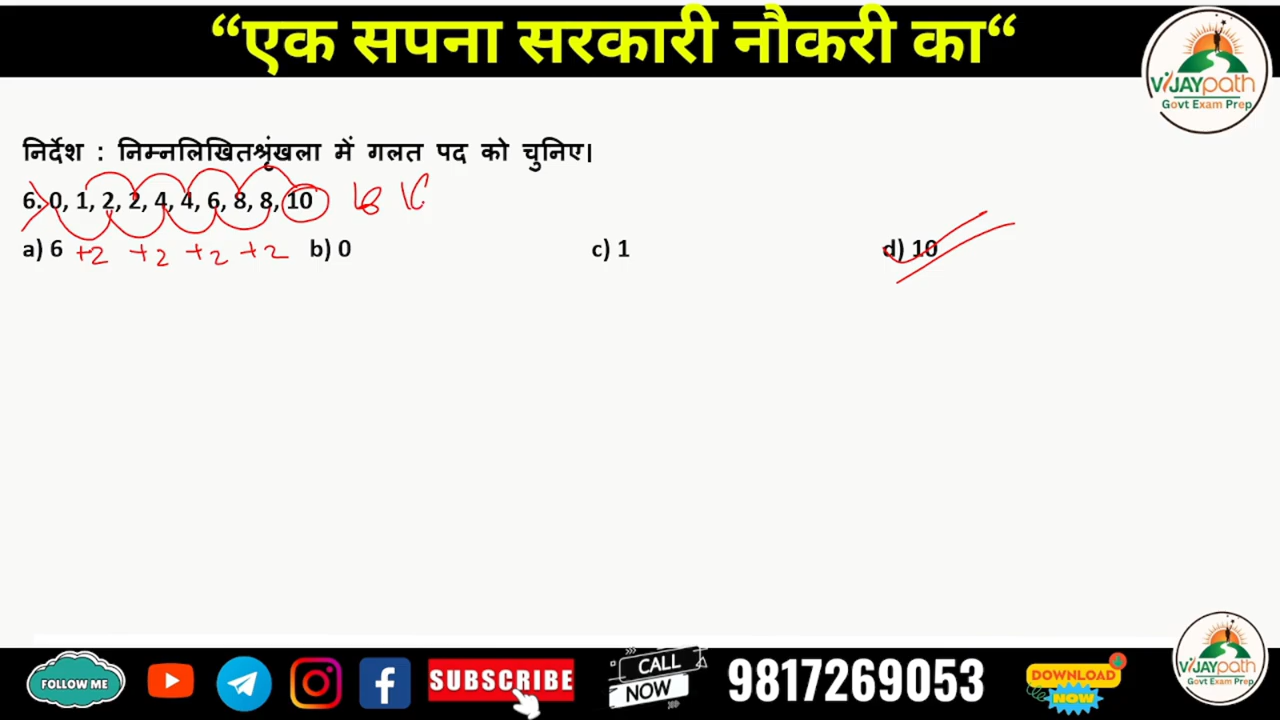 “एक सपना सरकारी नौकरी का“
VIJAYpath
Govt Exam Prep
निर्देश : निम्नलिखितश्रृंखला में गलत पद को चुनिए।
6. 0, 1, 2, 2, 4, 4, 6, 8, 8, 10
a) 6 +2 +2 +2 +2 b) 0 c) 1 d) 10
FOLLOW ME SUBSCRIBE CALL NOW 9817269053 DOWNLOAD NOW
VIJAYpath
Govt Exam Prep